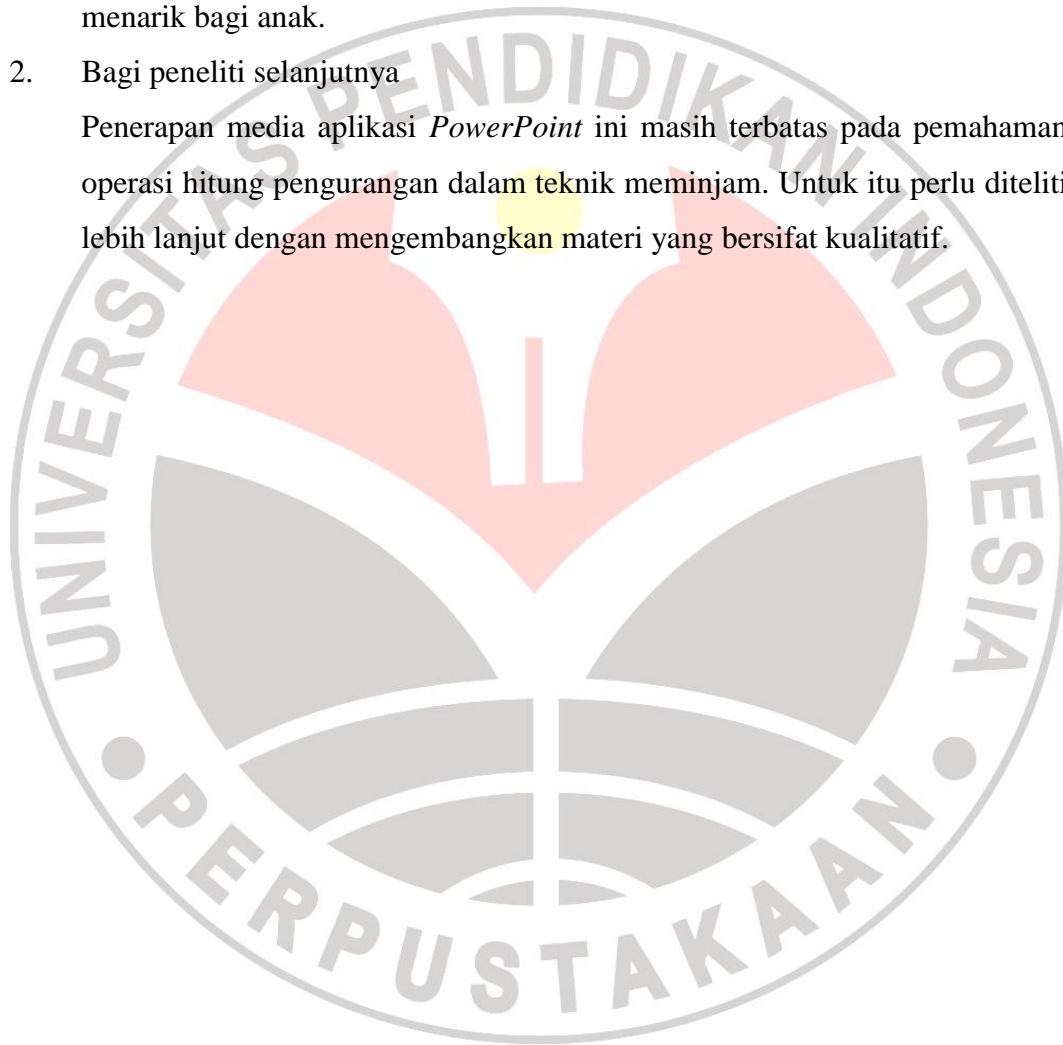 menarik bagi anak.
2. Bagi peneliti selanjutnya
Penerapan media aplikasi PowerPoint ini masih terbatas pada pemahaman
operasi hitung pengurangan dalam teknik meminjam. Untuk itu perlu diteliti
lebih lanjut dengan mengembangkan materi yang bersifat kualitatif.
UNIVERSITAS PENDIDIKAN INDONESIA
PERPUSTAKAAN